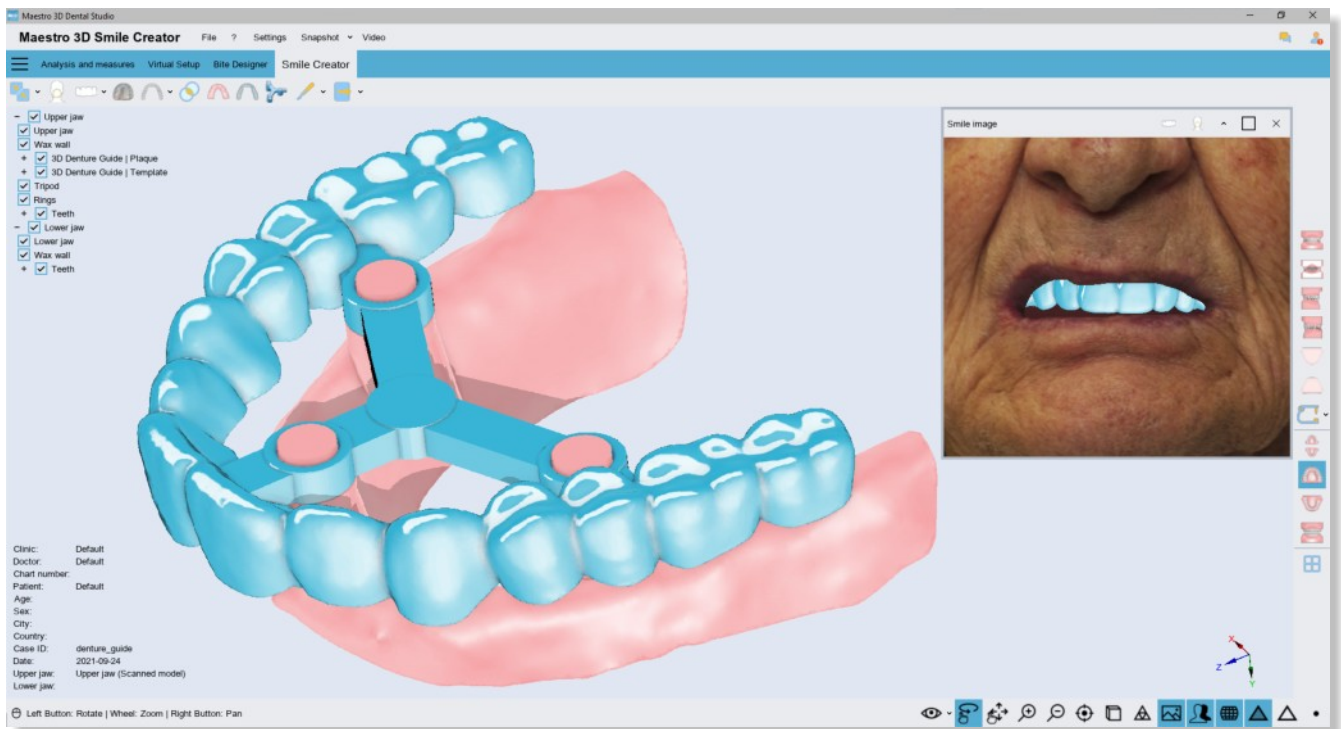 Maestro 3D Dental Studio
Maestro 3D Smile Creator File ? Settings Snapshot Video
Analysis and measures Virtual Setup Bite Designer Smile Creator
Upper jaw
Upper jaw
Wax wall
3D Denture Guide | Plaque
3D Denture Guide | Template
Tripod
Rings
Teeth
Lower jaw
Lower jaw
Wax wall
Teeth
Smile image
Clinic: Default
Doctor: Default
Chart number:
Patient: Default
Age:
Sex:
City:
Country:
Case ID: denture_guide
Date: 2021-09-24
Upper jaw: Upper jaw (Scanned model)
Lower jaw:
X
Z
Y
Left Button: Rotate | Wheel: Zoom | Right Button: Pan